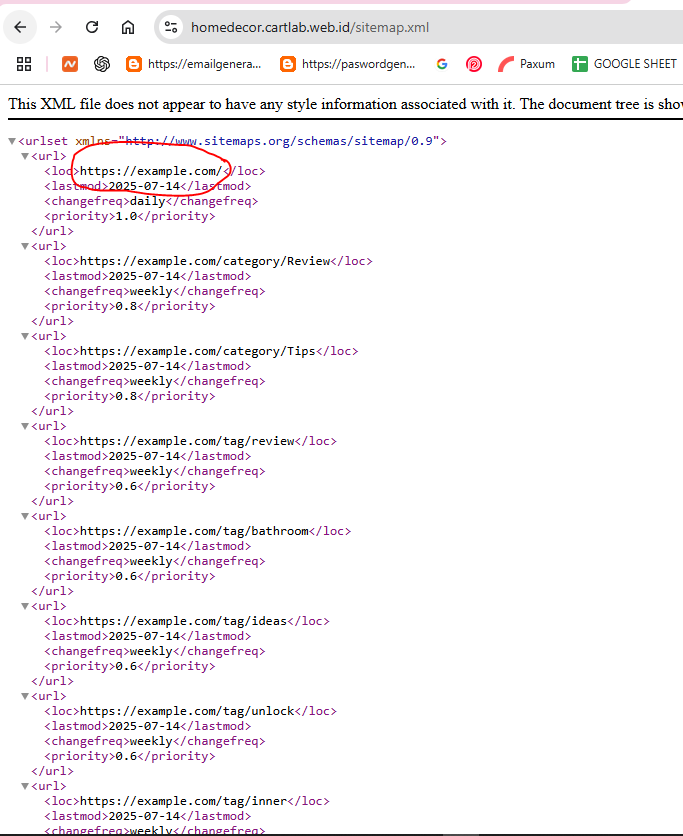 homedecor.cartlab.web.id/sitemap.xml
https://emailgenera... https://paswordgen... G Paxum GOOGLE SHEET
This XML file does not appear to have any style information associated with it. The document tree is
▼<urlset xmlns="http://www.sitemaps.org/schemas/sitemap/0.9">
▼<url>
<loc>https://example.com/</loc>
<lastmod>2025-07-14</lastmod>
<changefreq>daily</changefreq>
<priority>1.0</priority>
</url>
▼<url>
<loc>https://example.com/category/Review</loc>
<lastmod>2025-07-14</lastmod>
<changefreq>weekly</changefreq>
<priority>0.8</priority>
</url>
▼<url>
<loc>https://example.com/category/Tips</loc>
<lastmod>2025-07-14</lastmod>
<changefreq>weekly</changefreq>
<priority>0.8</priority>
</url>
▼<url>
<loc>https://example.com/tag/review</loc>
<lastmod>2025-07-14</lastmod>
<changefreq>weekly</changefreq>
<priority>0.6</priority>
</url>
▼<url>
<loc>https://example.com/tag/bathroom</loc>
<lastmod>2025-07-14</lastmod>
<changefreq>weekly</changefreq>
<priority>0.6</priority>
</url>
▼<url>
<loc>https://example.com/tag/ideas</loc>
<lastmod>2025-07-14</lastmod>
<changefreq>weekly</changefreq>
<priority>0.6</priority>
</url>
▼<url>
<loc>https://example.com/tag/unlock</loc>
<lastmod>2025-07-14</lastmod>
<changefreq>weekly</changefreq>
<priority>0.6</priority>
</url>
▼<url>
<loc>https://example.com/tag/inner</loc>
<lastmod>2025-07-14</lastmod>
<changefreq>weekly</changefreq>